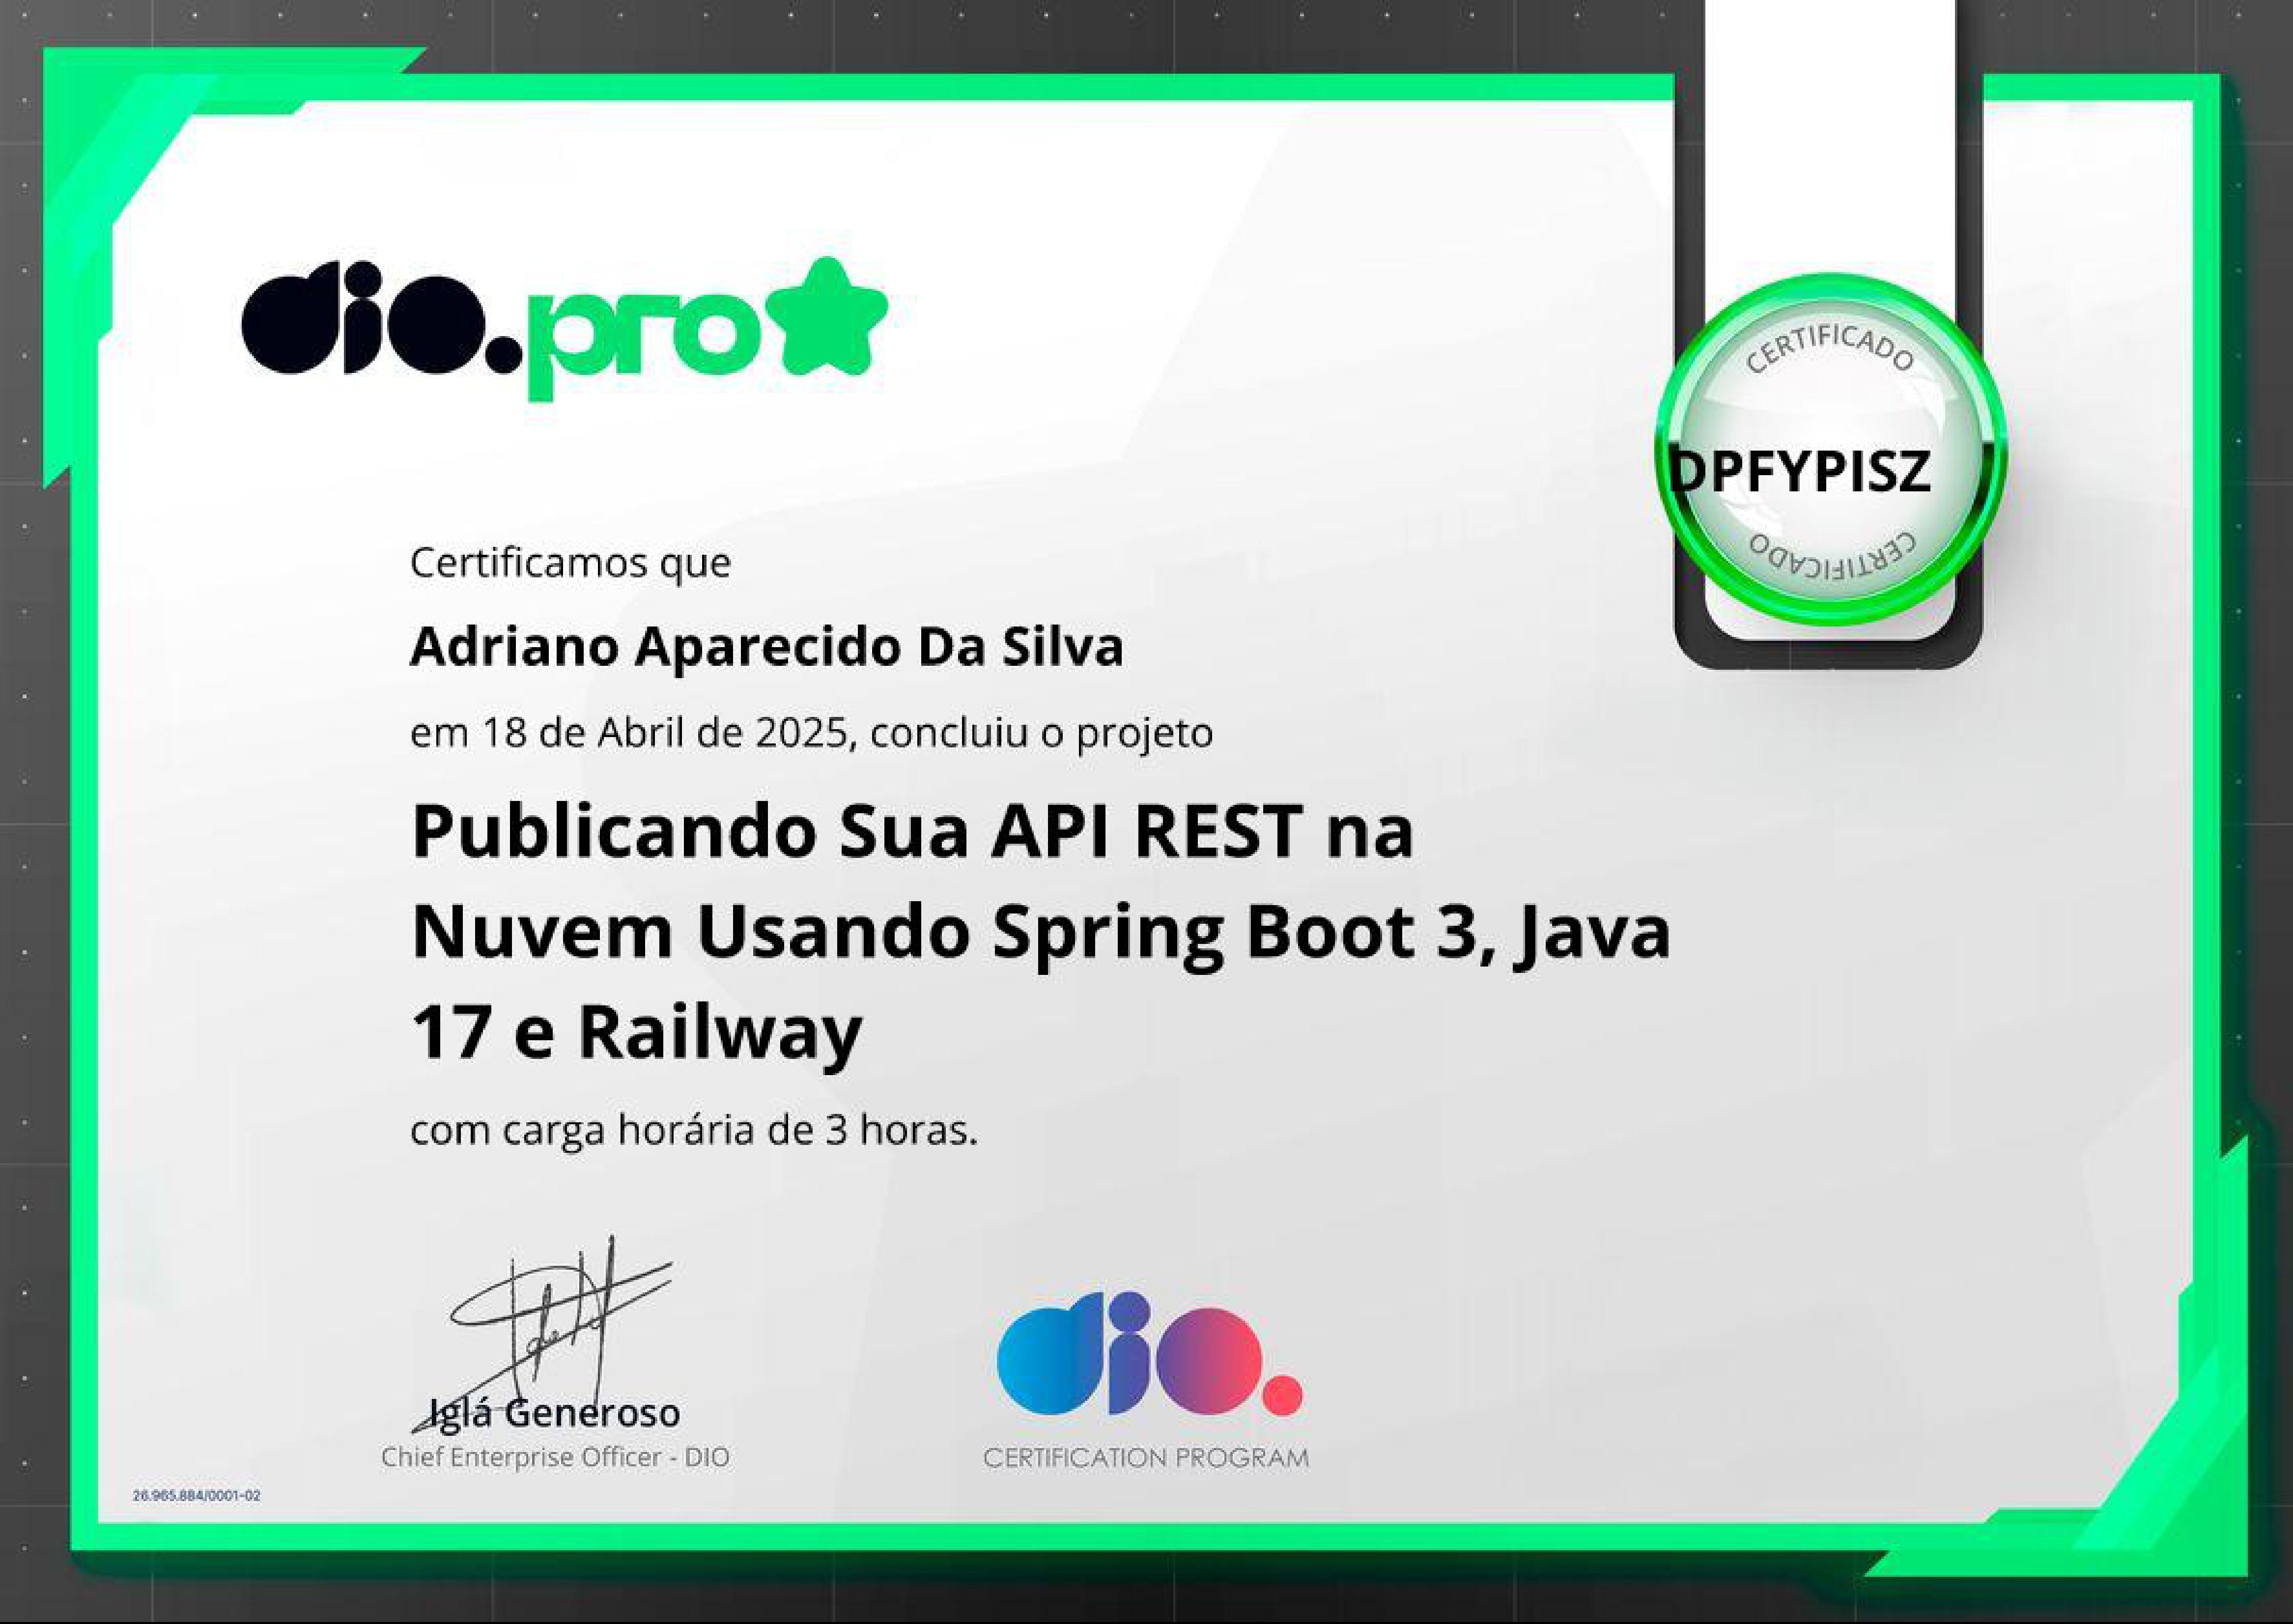 dio.pro
CERTIFICADO
DPFYPISZ
CERTIFICADO
Certificamos que
Adriano Aparecido Da Silva
em 18 de Abril de 2025, concluiu o projeto
Publicando Sua API REST na
Nuvem Usando Spring Boot 3, Java
17 e Railway
com carga horária de 3 horas.
Iglá Generoso
Chief Enterprise Officer - DIO
dio.
CERTIFICATION PROGRAM
26.965.884/0001-02